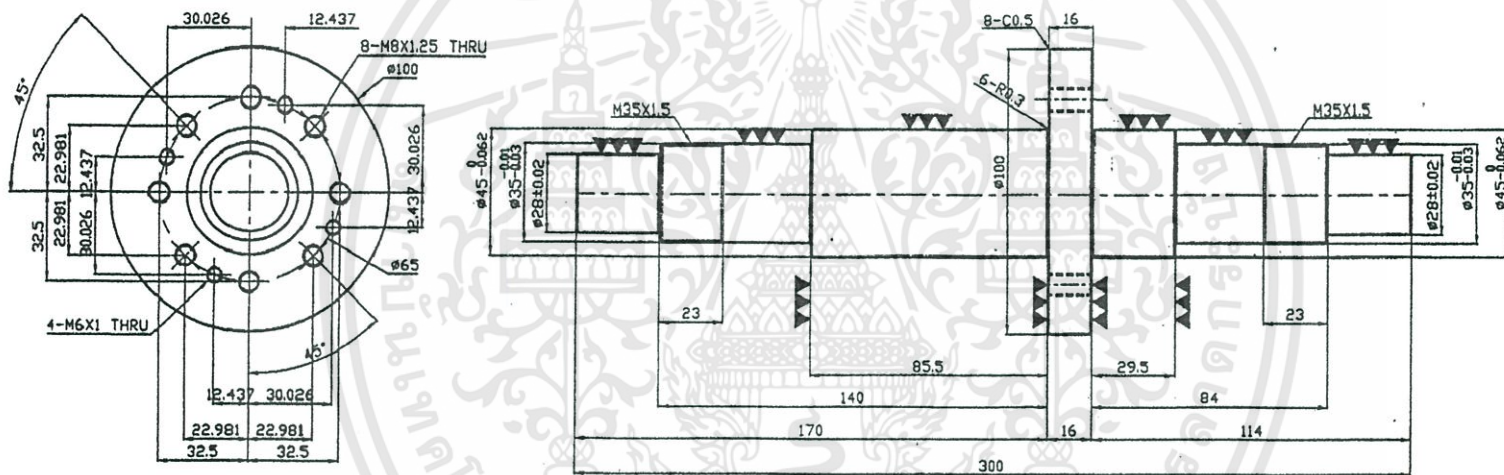 30.026
12.437
8-M8X1.25 THRU
ø100
45°
32.5
22.981
12.437
30.026
12.437
22.981
30.026
32.5
ø65
4-M6X1 THRU
45°
12.437
30.026
22.981
22.981
32.5
32.5
8-C0.5
16
6-R0.3
M35X1.5
M35X1.5
ø45 0 -0.062
ø35 -0.01 -0.03
ø28±0.02
ø100
ø28±0.02
ø35 -0.01 -0.03
ø45 0 -0.062
23
23
85.5
29.5
140
84
170
16
114
300